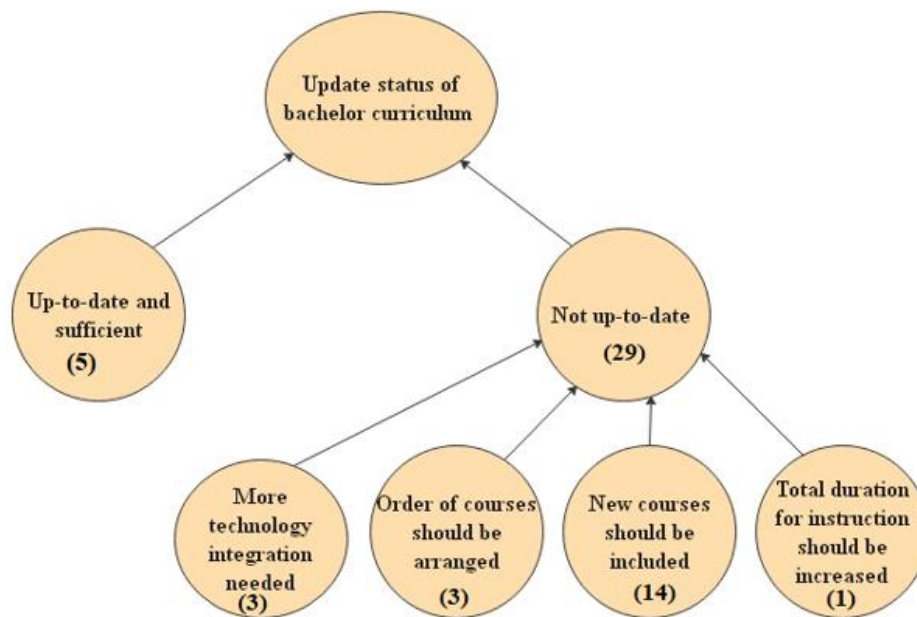 Update status of
bachelor curriculum
Up-to-date and
sufficient
(5)
Not up-to-date
(29)
More
technology
integration
needed
(3)
Order of courses
should be
arranged
(3)
New courses
should be
included
(14)
Total duration
for instruction
should be
increased
(1)